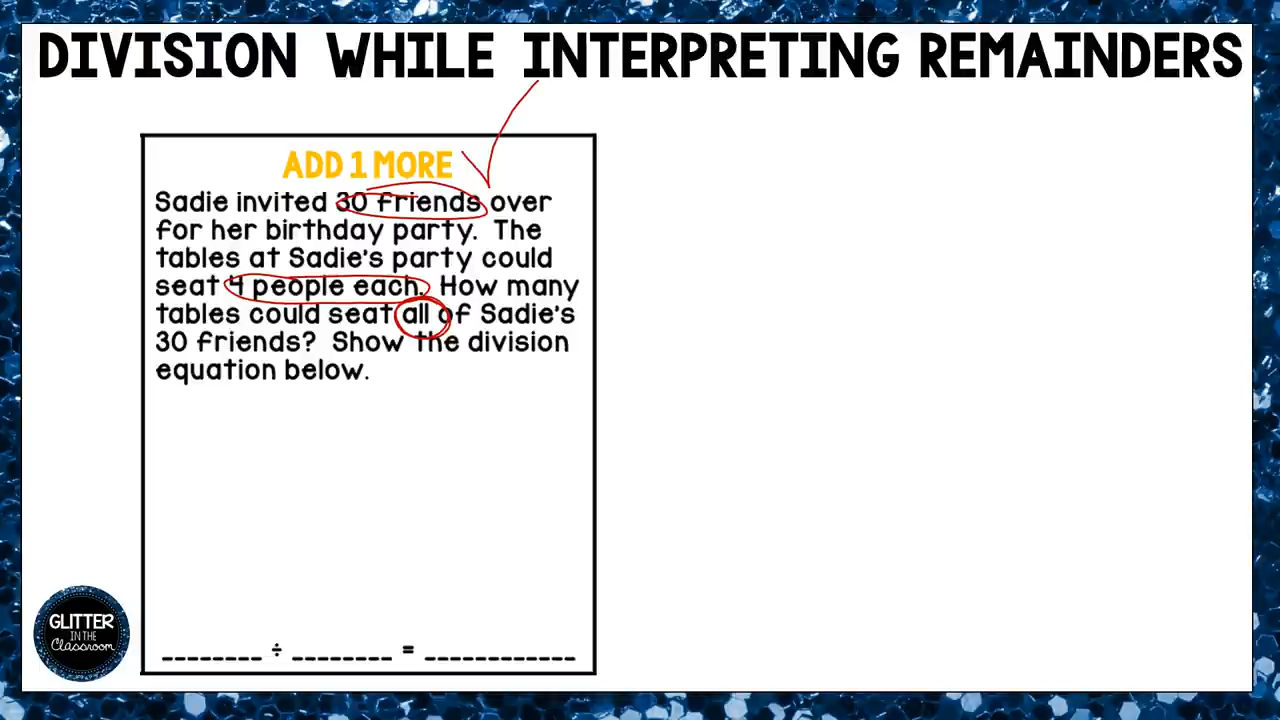 DIVISION WHILE INTERPRETING REMAINDERS
ADD 1 MORE
Sadie invited 30 friends over
for her birthday party. The
tables at Sadie's party could
seat 4 people each. How many
tables could seat all of Sadie's
30 friends? Show the division
equation below.
________ ÷ ________ = ____________
GLITTER
IN THE
Classroom